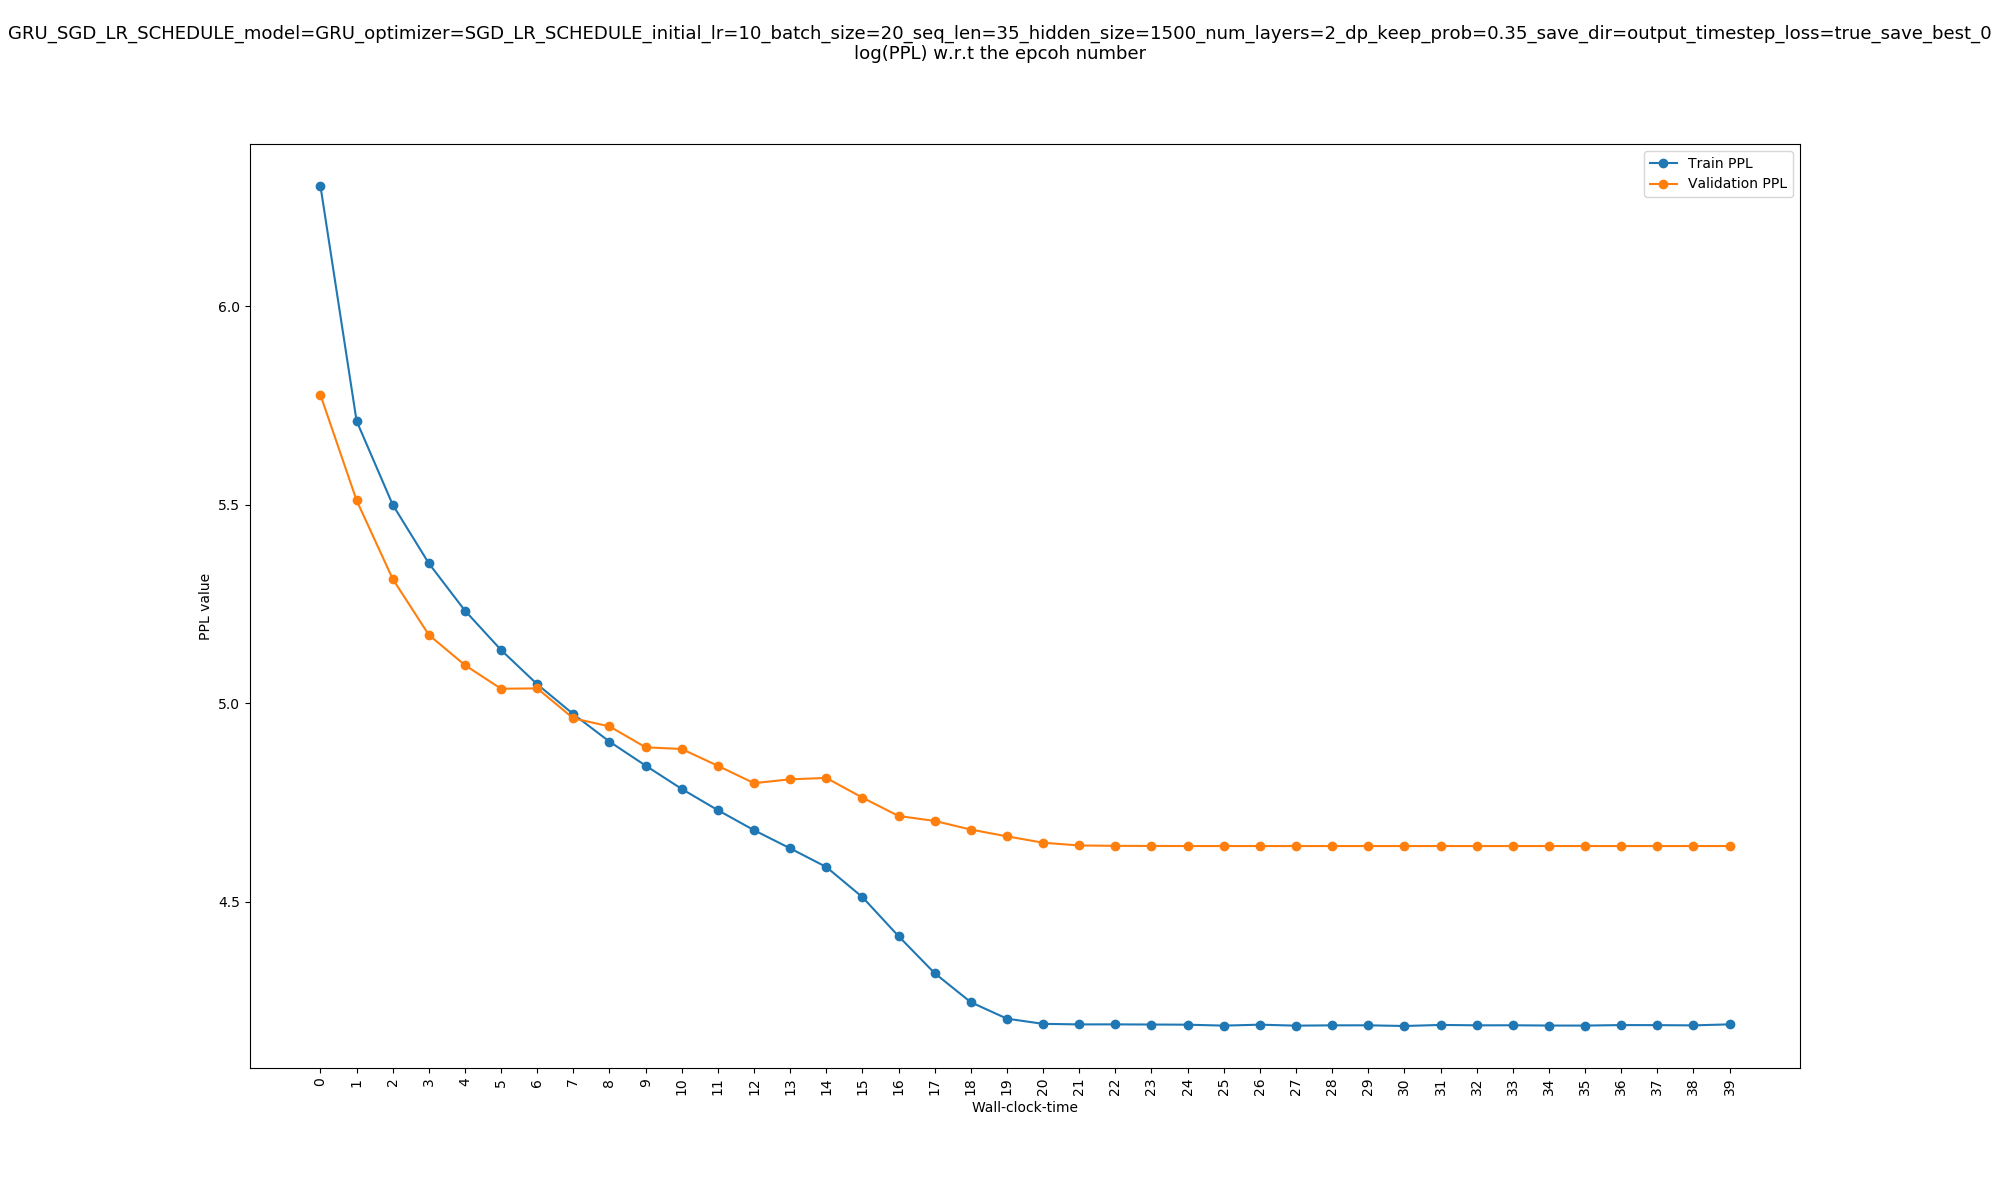 GRU_SGD_LR_SCHEDULE_model=GRU_optimizer=SGD_LR_SCHEDULE_initial_lr=10_batch_size=20_seq_len=35_hidden_size=1500_num_layers=2_dp_keep_prob=0.35_save_dir=output_timestep_loss=true_save_best_0
log(PPL) w.r.t the epcoh number
Train PPL
Validation PPL
6.0
5.5
5.0
4.5
PPL value
0 1 2 3 4 5 6 7 8 9 10 11 12 13 14 15 16 17 18 19 20 21 22 23 24 25 26 27 28 29 30 31 32 33 34 35 36 37 38 39
Wall-clock-time